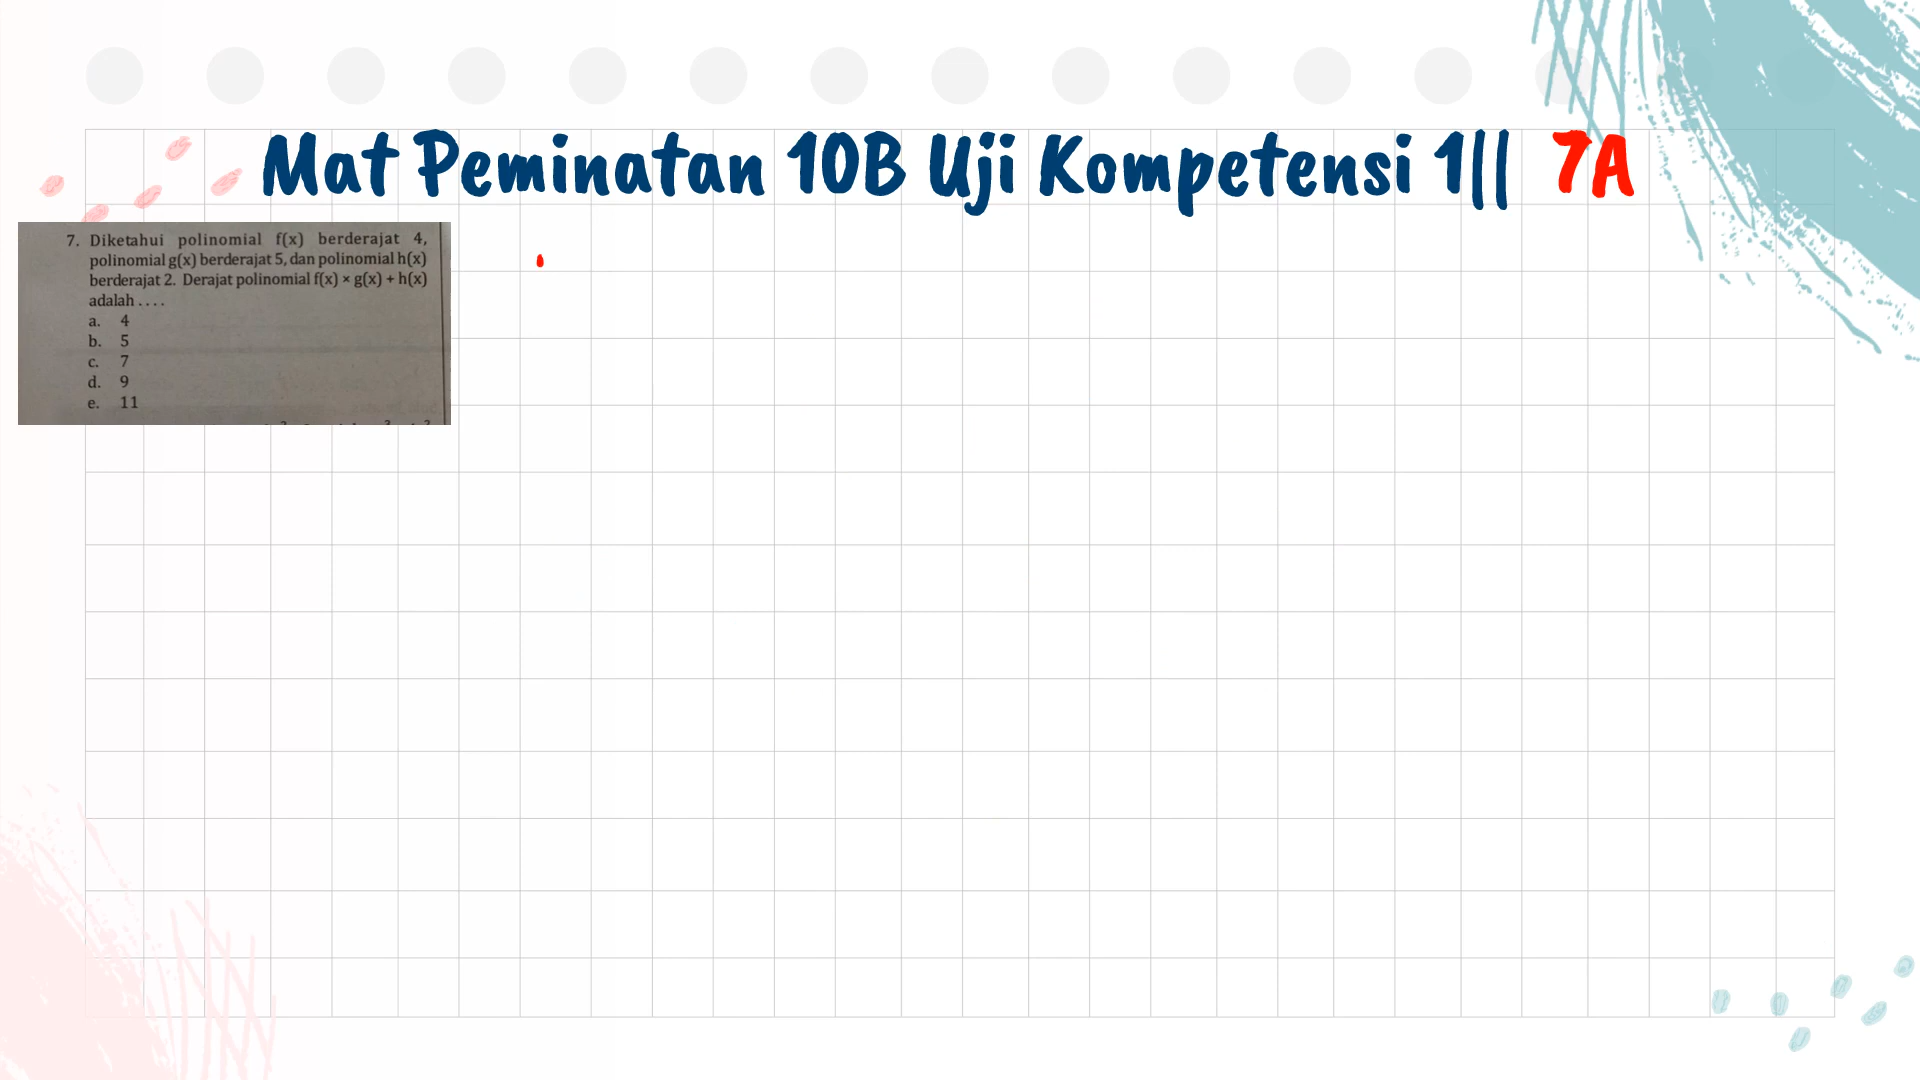 Mat Peminatan 10B Uji Kompetensi 1|| 7A
7. Diketahui polinomial f(x) berderajat 4,
polinomial g(x) berderajat 5, dan polinomial h(x)
berderajat 2. Derajat polinomial f(x) × g(x) + h(x)
adalah . . . .
a. 4
b. 5
c. 7
d. 9
e. 11